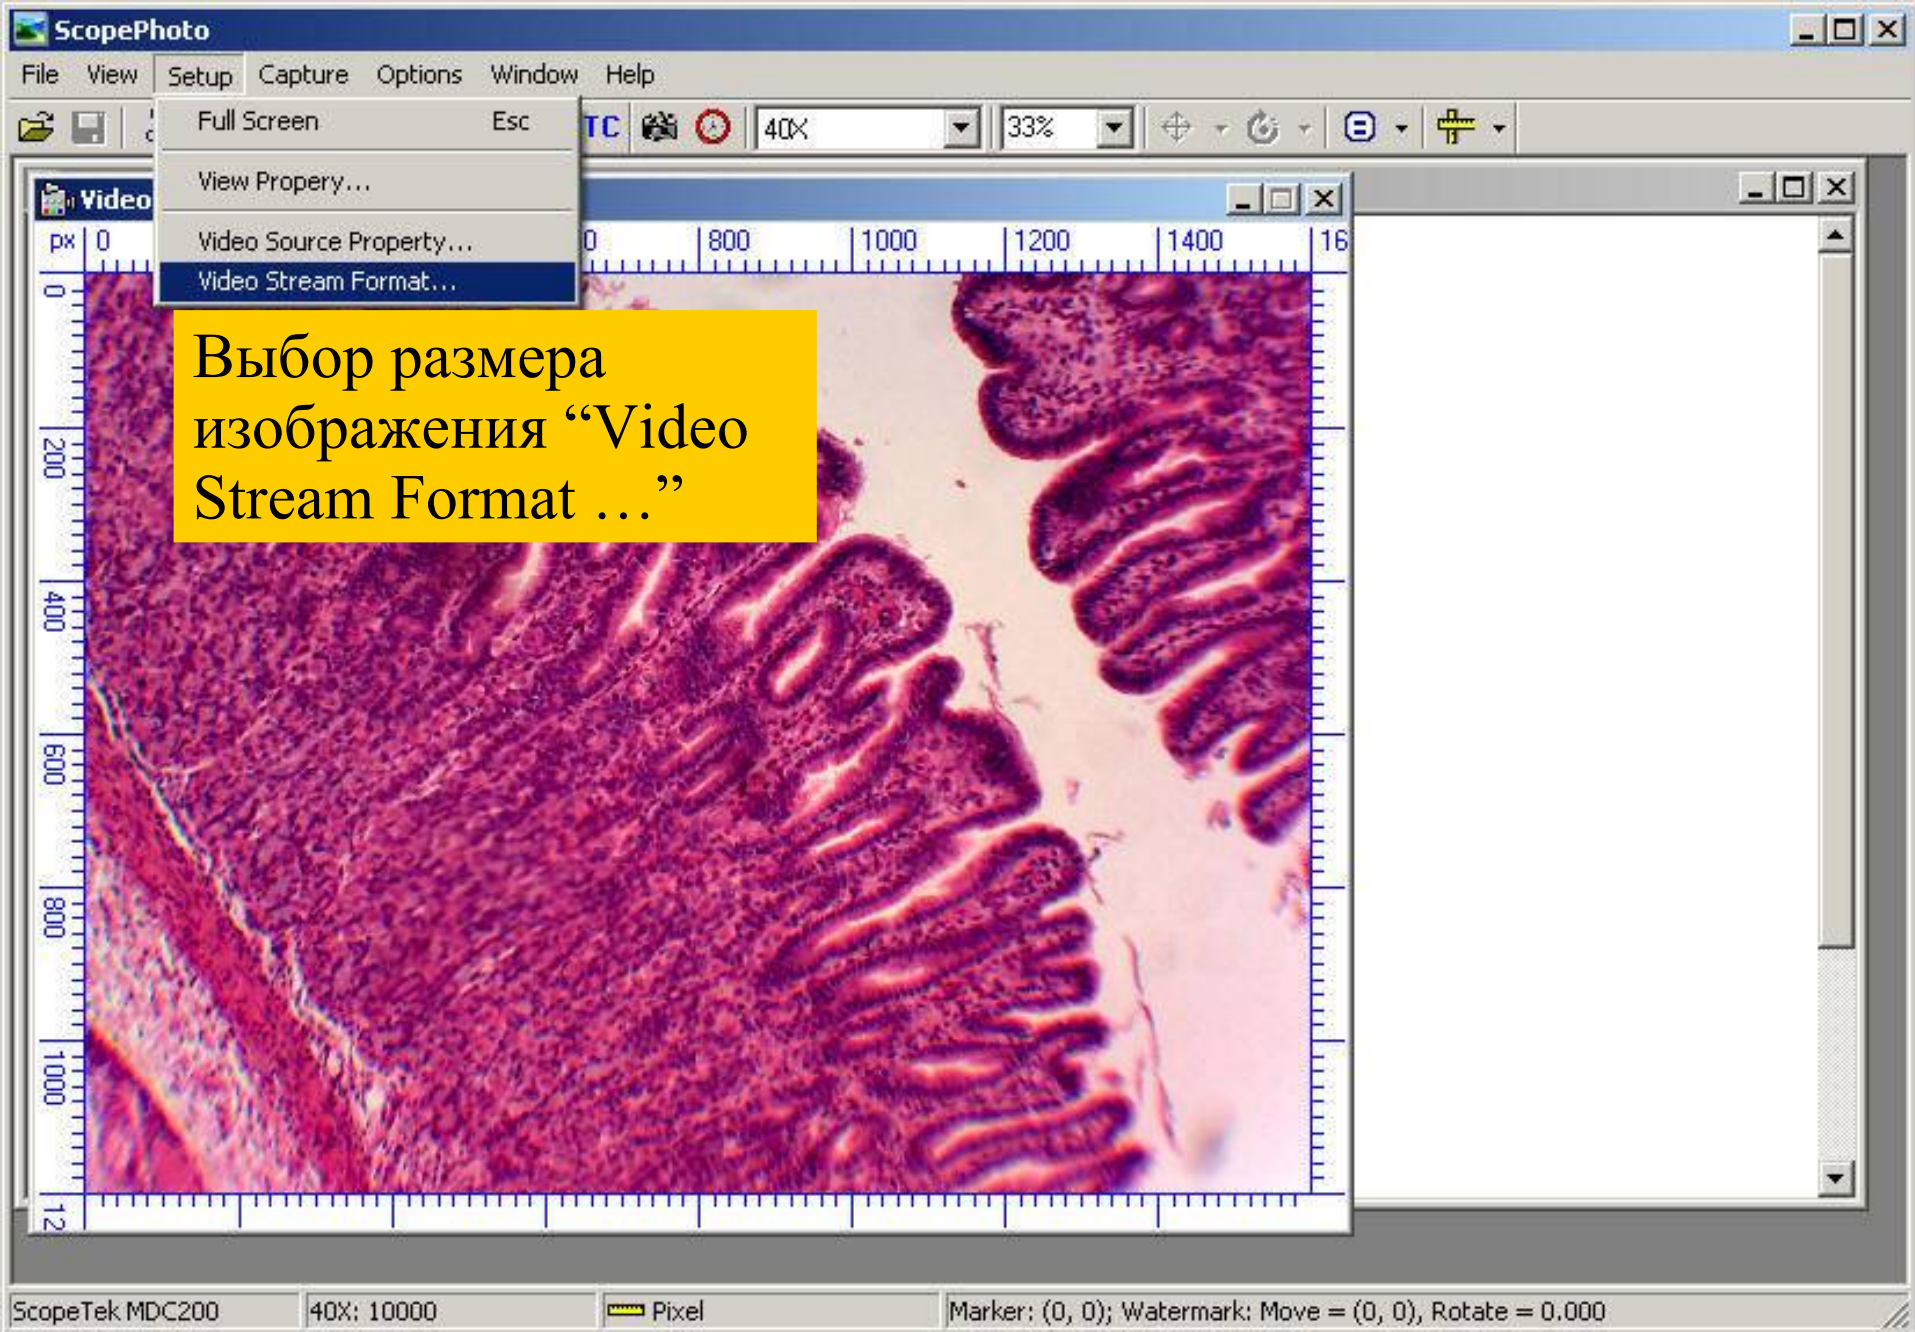 ScopePhoto
File View Setup Capture Options Window Help
Full Screen Esc
TC 40X 33%
View Propery...
Video
Video Source Property...
px 0 0 800 1000 1200 1400 16
Video Stream Format...
0
Выбор размера
изображения “Video
Stream Format …”
200
400
600
800
1000
12
ScopeTek MDC200 40X: 10000 Pixel Marker: (0, 0); Watermark: Move = (0, 0), Rotate = 0.000